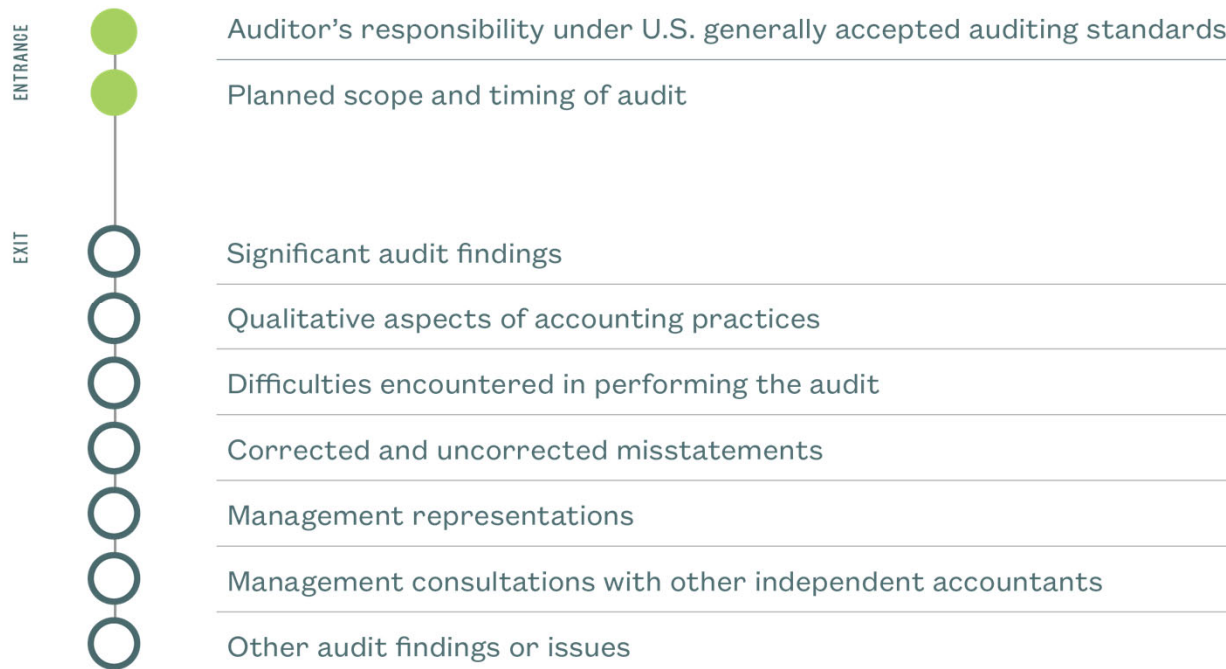 ENTRANCE
Auditor’s responsibility under U.S. generally accepted auditing standards
Planned scope and timing of audit
EXIT
Significant audit findings
Qualitative aspects of accounting practices
Difficulties encountered in performing the audit
Corrected and uncorrected misstatements
Management representations
Management consultations with other independent accountants
Other audit findings or issues